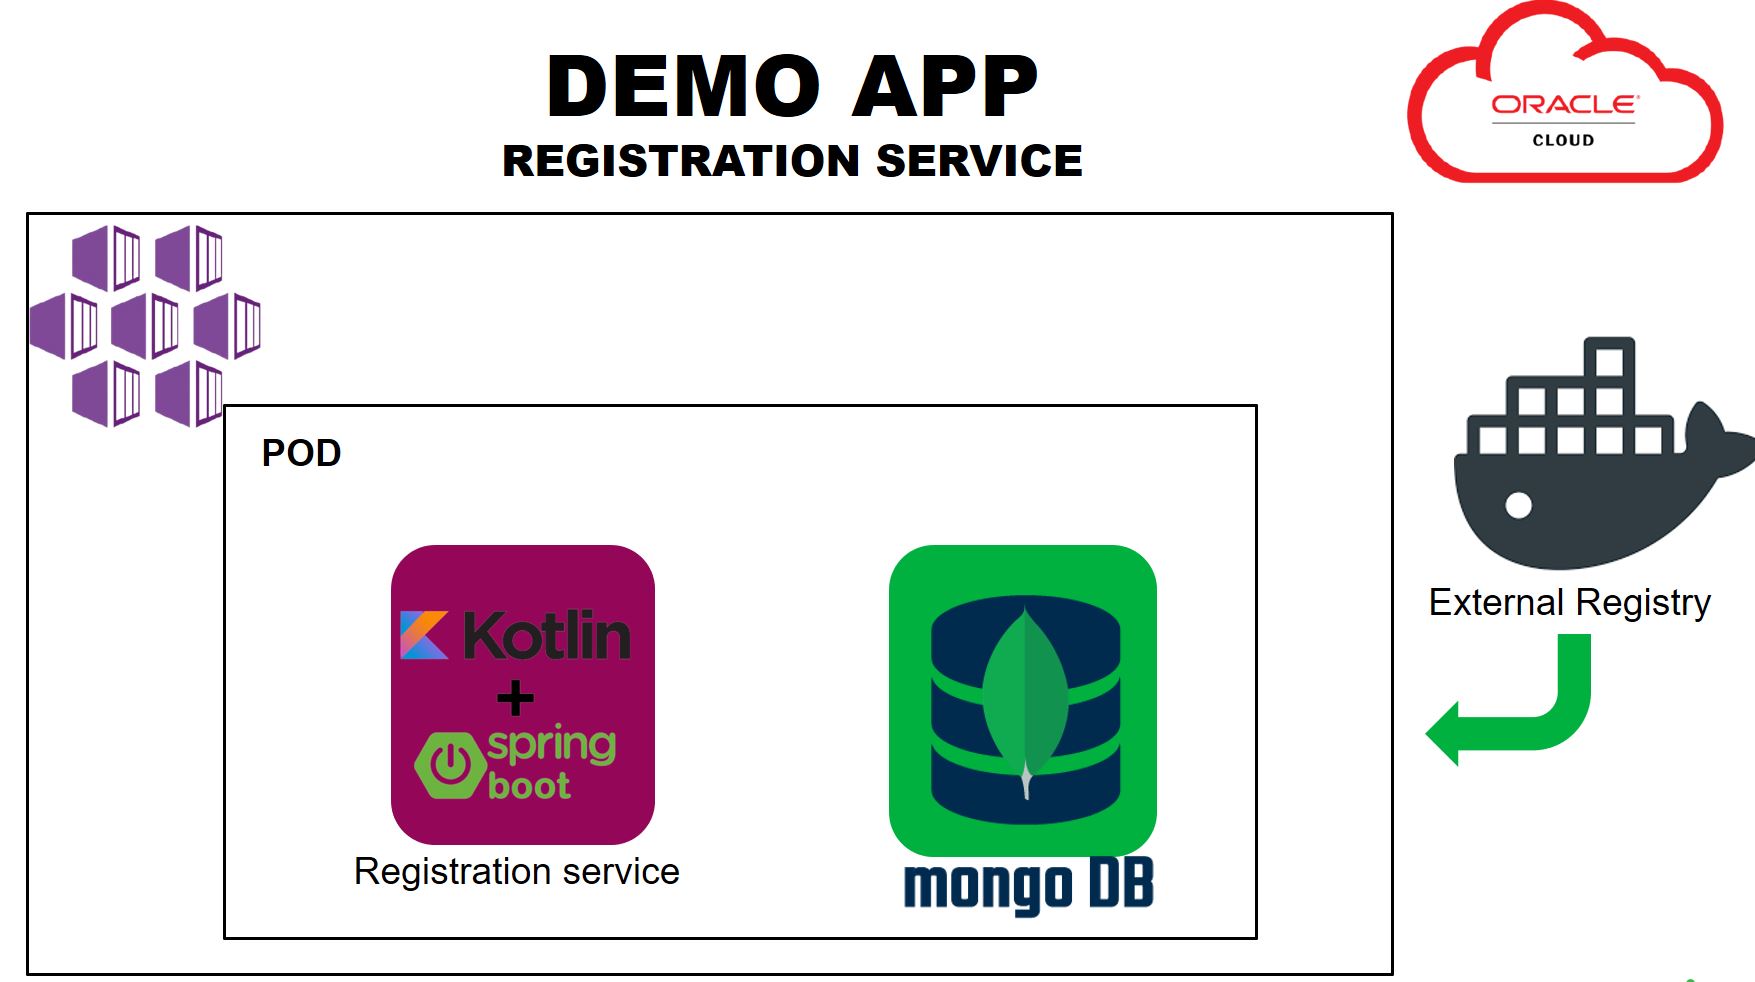 DEMO APP
REGISTRATION SERVICE
ORACLE
CLOUD
POD
Kotlin
+
spring
boot
Registration service
mongo DB
External Registry